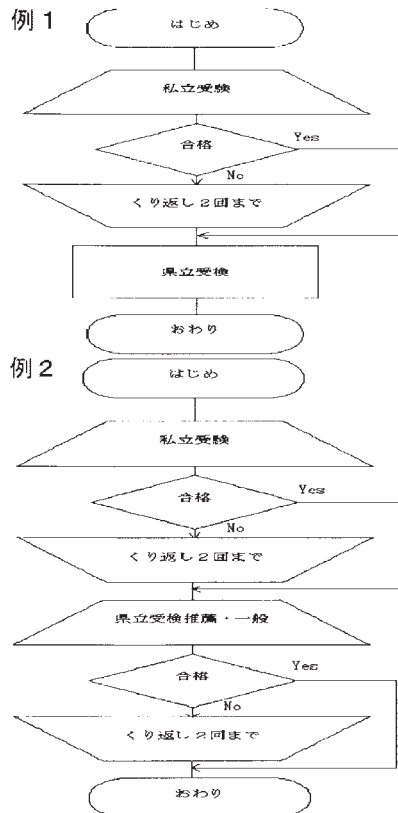 例1
はじめ
私立受験
合格
Yes
No
くり返し2回まで
県立受検
おわり
例2
はじめ
私立受験
合格
Yes
No
くり返し2回まで
県立受検推薦・一般
合格
Yes
No
くり返し2回まで
おわり